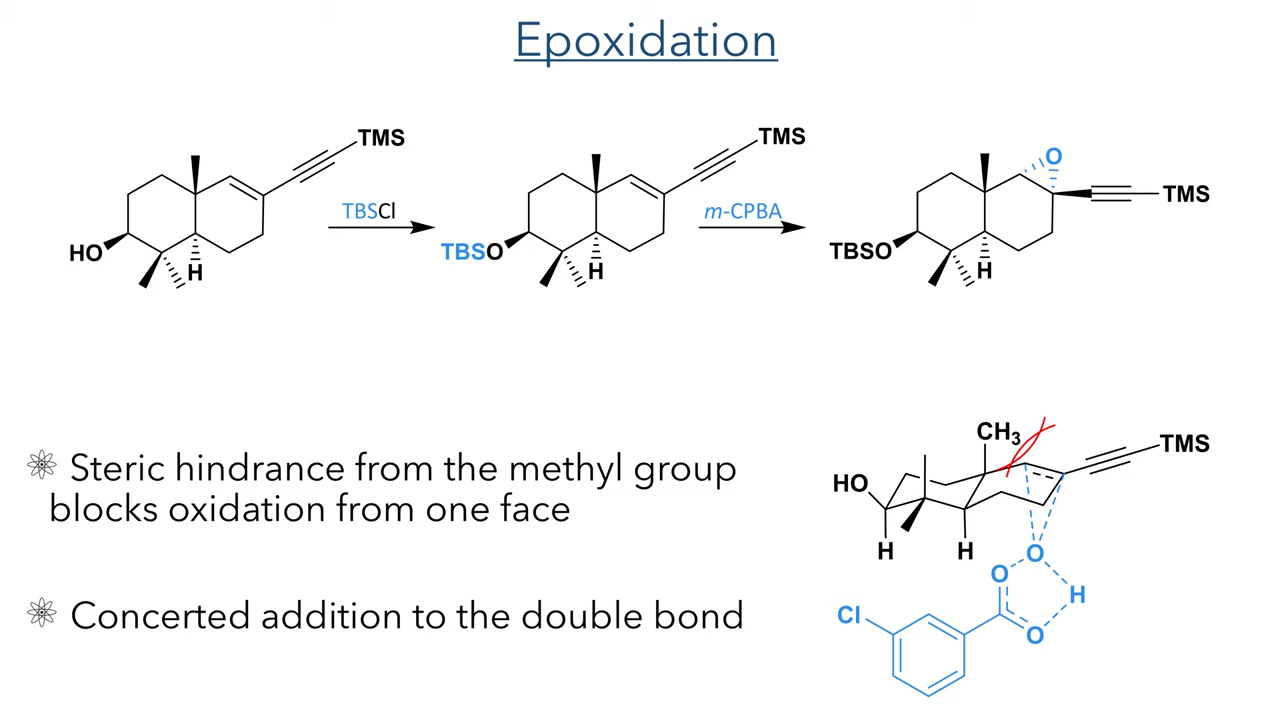 Epoxidation
TMS
HO
H
TBSCl
TMS
TBSO
H
m-CPBA
O
TMS
TBSO
H
Steric hindrance from the methyl group
blocks oxidation from one face
Concerted addition to the double bond
CH3
TMS
HO
H
H
O
O
H
Cl
O